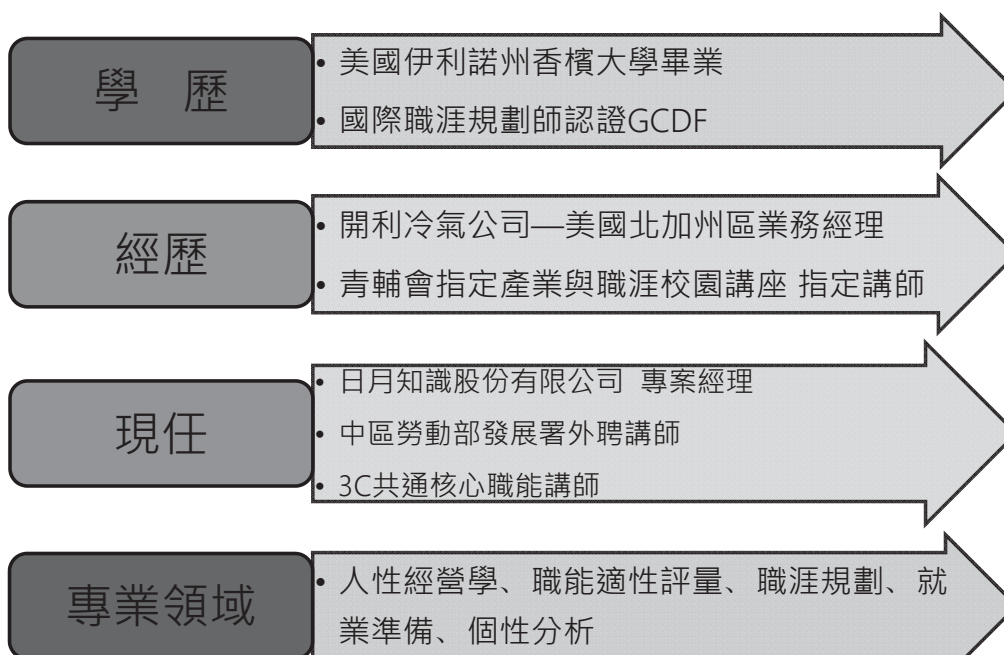 學 歷
• 美國伊利諾州香檳大學畢業
• 國際職涯規劃師認證GCDF
經歷
• 開利冷氣公司—美國北加州區業務經理
• 青輔會指定產業與職涯校園講座 指定講師
現任
• 日月知識股份有限公司 專案經理
• 中區勞動部發展署外聘講師
• 3C共通核心職能講師
專業領域
• 人性經營學、職能適性評量、職涯規劃、就
業準備、個性分析